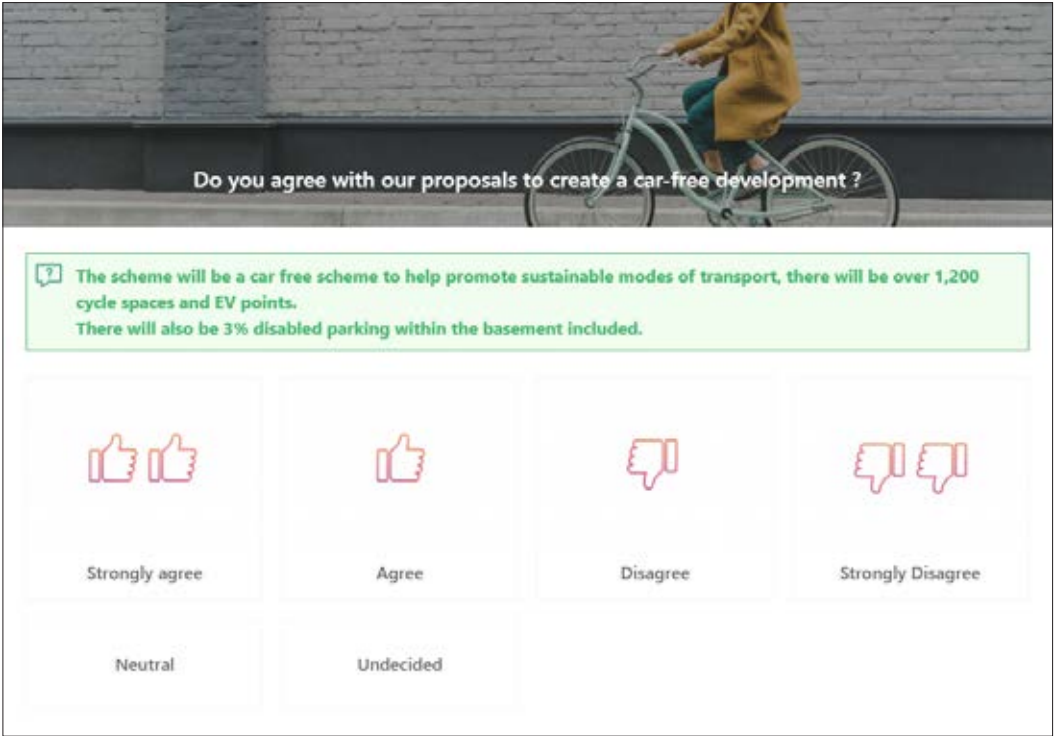 Do you agree with our proposals to create a car-free development ?
The scheme will be a car free scheme to help promote sustainable modes of transport, there will be over 1,200
cycle spaces and EV points.
There will also be 3% disabled parking within the basement included.
Strongly agree
Agree
Disagree
Strongly Disagree
Neutral
Undecided